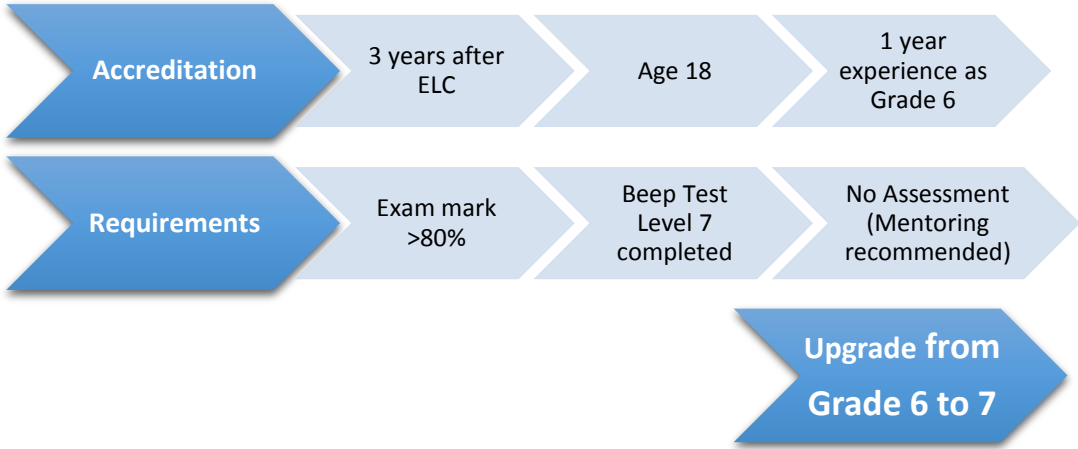 Accreditation
3 years after
ELC
Age 18
1 year
experience as
Grade 6
Requirements
Exam mark
>80%
Beep Test
Level 7
completed
No Assessment
(Mentoring
recommended)
Upgrade from
Grade 6 to 7